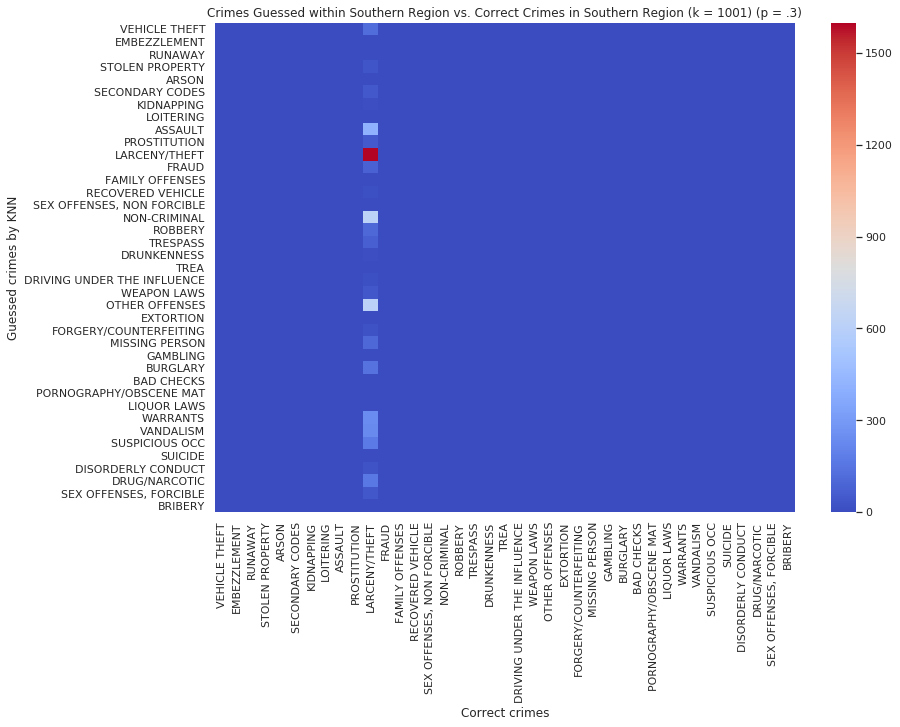 Crimes Guessed within Southern Region vs. Correct Crimes in Southern Region (k = 1001) (p = .3)
Guessed crimes by KNN
VEHICLE THEFT
EMBEZZLEMENT
RUNAWAY
STOLEN PROPERTY
ARSON
SECONDARY CODES
KIDNAPPING
LOITERING
ASSAULT
PROSTITUTION
LARCENY/THEFT
FRAUD
FAMILY OFFENSES
RECOVERED VEHICLE
SEX OFFENSES, NON FORCIBLE
NON-CRIMINAL
ROBBERY
TRESPASS
DRUNKENNESS
TREA
DRIVING UNDER THE INFLUENCE
WEAPON LAWS
OTHER OFFENSES
EXTORTION
FORGERY/COUNTERFEITING
MISSING PERSON
GAMBLING
BURGLARY
BAD CHECKS
PORNOGRAPHY/OBSCENE MAT
LIQUOR LAWS
WARRANTS
VANDALISM
SUSPICIOUS OCC
SUICIDE
DISORDERLY CONDUCT
DRUG/NARCOTIC
SEX OFFENSES, FORCIBLE
BRIBERY
VEHICLE THEFT
EMBEZZLEMENT
RUNAWAY
STOLEN PROPERTY
ARSON
SECONDARY CODES
KIDNAPPING
LOITERING
ASSAULT
PROSTITUTION
LARCENY/THEFT
FRAUD
FAMILY OFFENSES
RECOVERED VEHICLE
SEX OFFENSES, NON FORCIBLE
NON-CRIMINAL
ROBBERY
TRESPASS
DRUNKENNESS
TREA
DRIVING UNDER THE INFLUENCE
WEAPON LAWS
OTHER OFFENSES
EXTORTION
FORGERY/COUNTERFEITING
MISSING PERSON
GAMBLING
BURGLARY
BAD CHECKS
PORNOGRAPHY/OBSCENE MAT
LIQUOR LAWS
WARRANTS
VANDALISM
SUSPICIOUS OCC
SUICIDE
DISORDERLY CONDUCT
DRUG/NARCOTIC
SEX OFFENSES, FORCIBLE
BRIBERY
Correct crimes
1500
1200
900
600
300
0